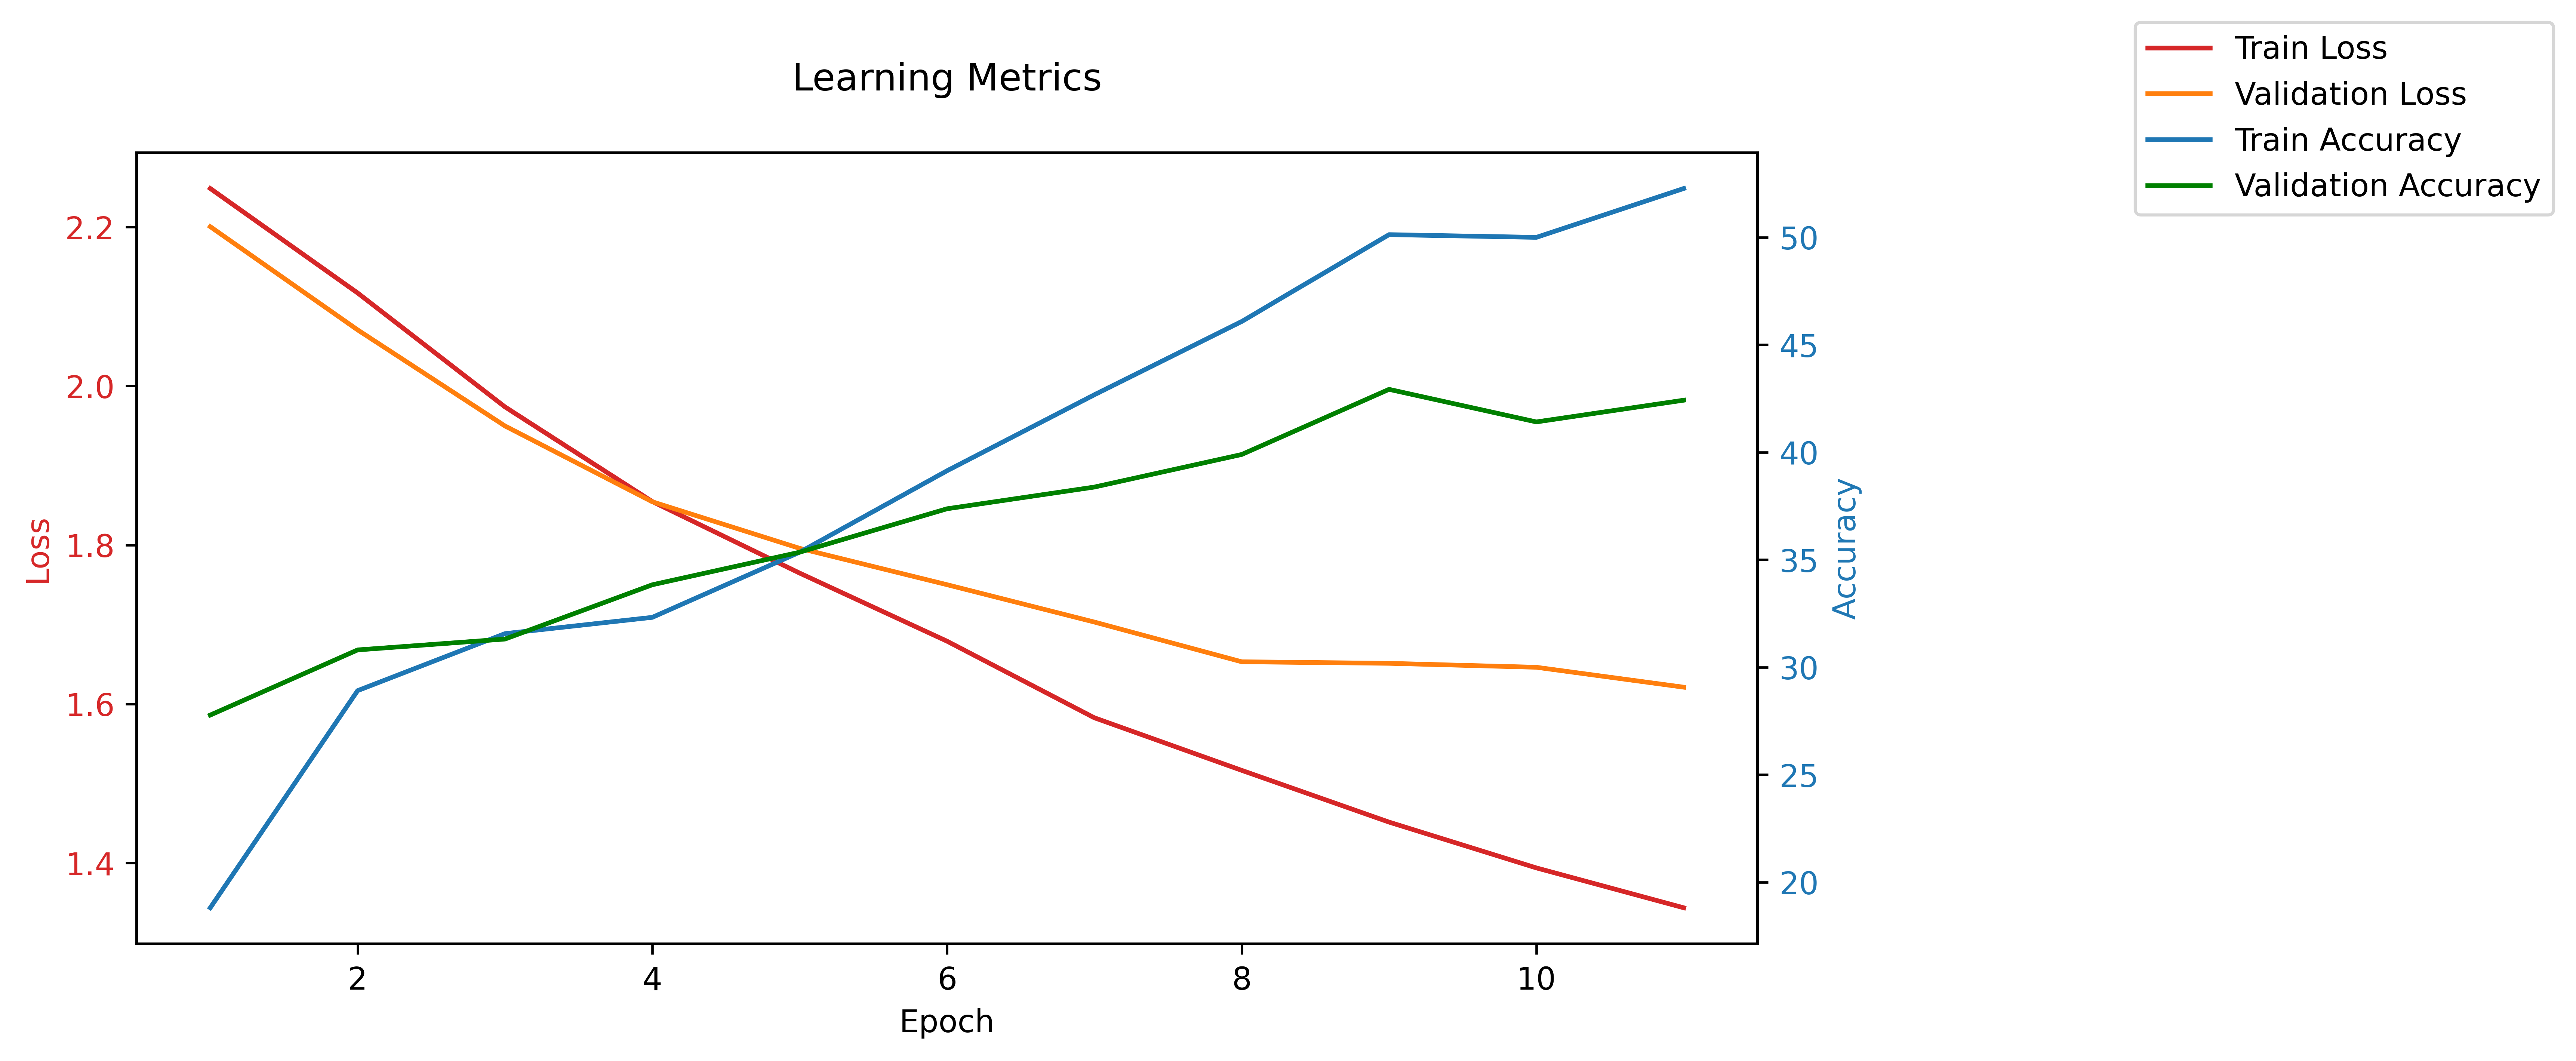 Learning Metrics
Train Loss
Validation Loss
Train Accuracy
Validation Accuracy
2.2
2.0
1.8
1.6
1.4
Loss
50
45
40
35
30
25
20
Accuracy
2 4 6 8 10
Epoch